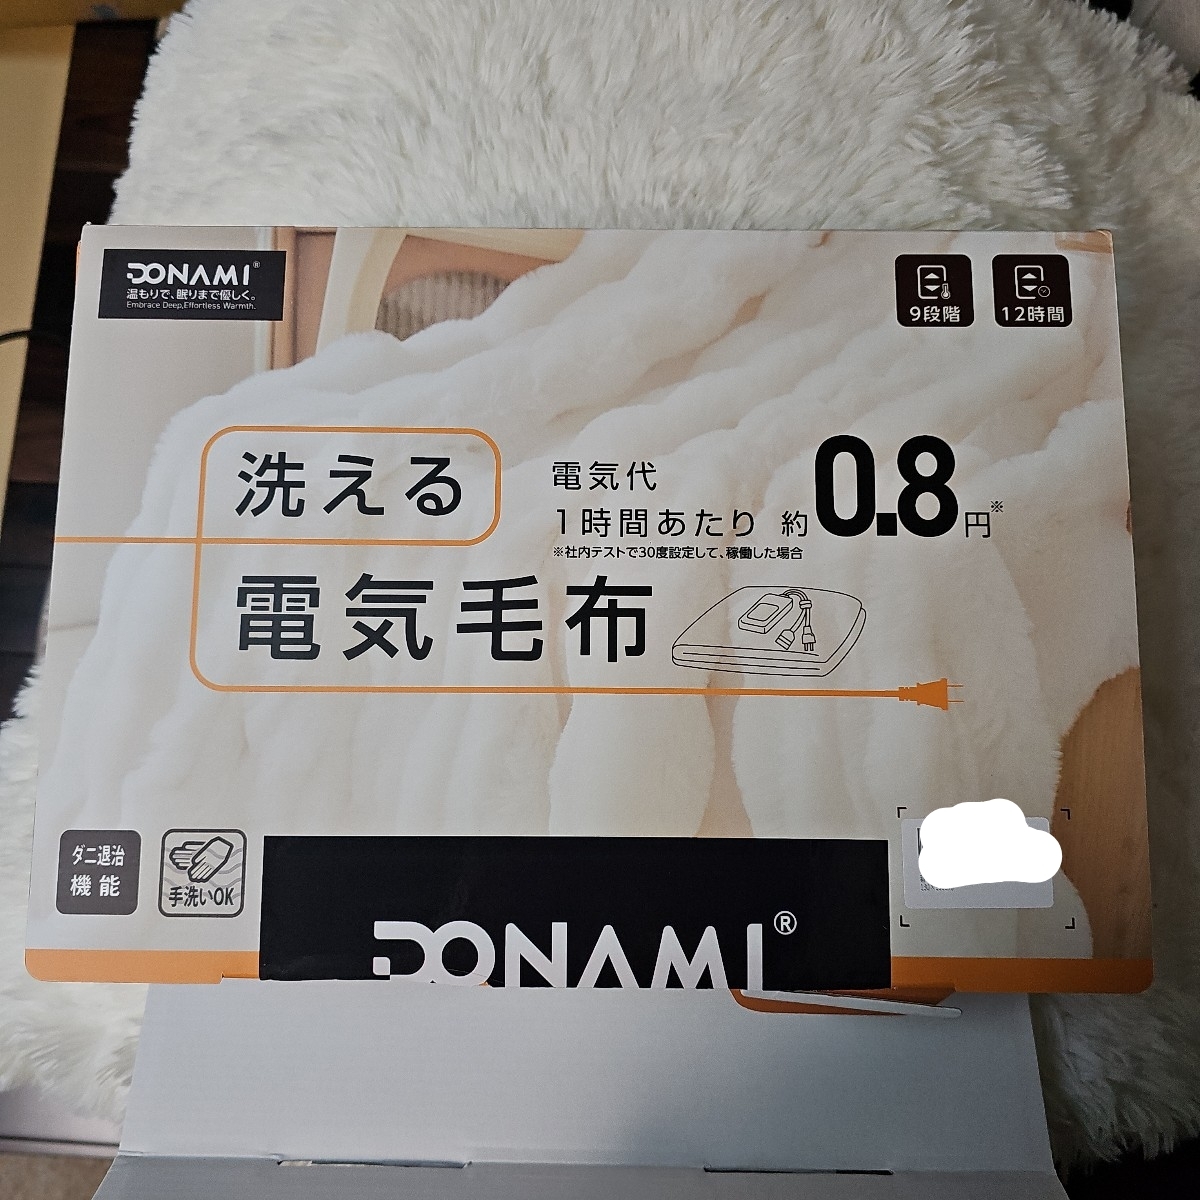 DONAMI®
温もりで、眠りまで優しく。
Embrace Deep,Effortless Warmth.
9段階
12時間
洗える
電気毛布
電気代
1時間あたり 約0.8円※
※社内テストで30度設定して、稼働した場合
ダニ退治
機能
手洗いOK
DONAMI®